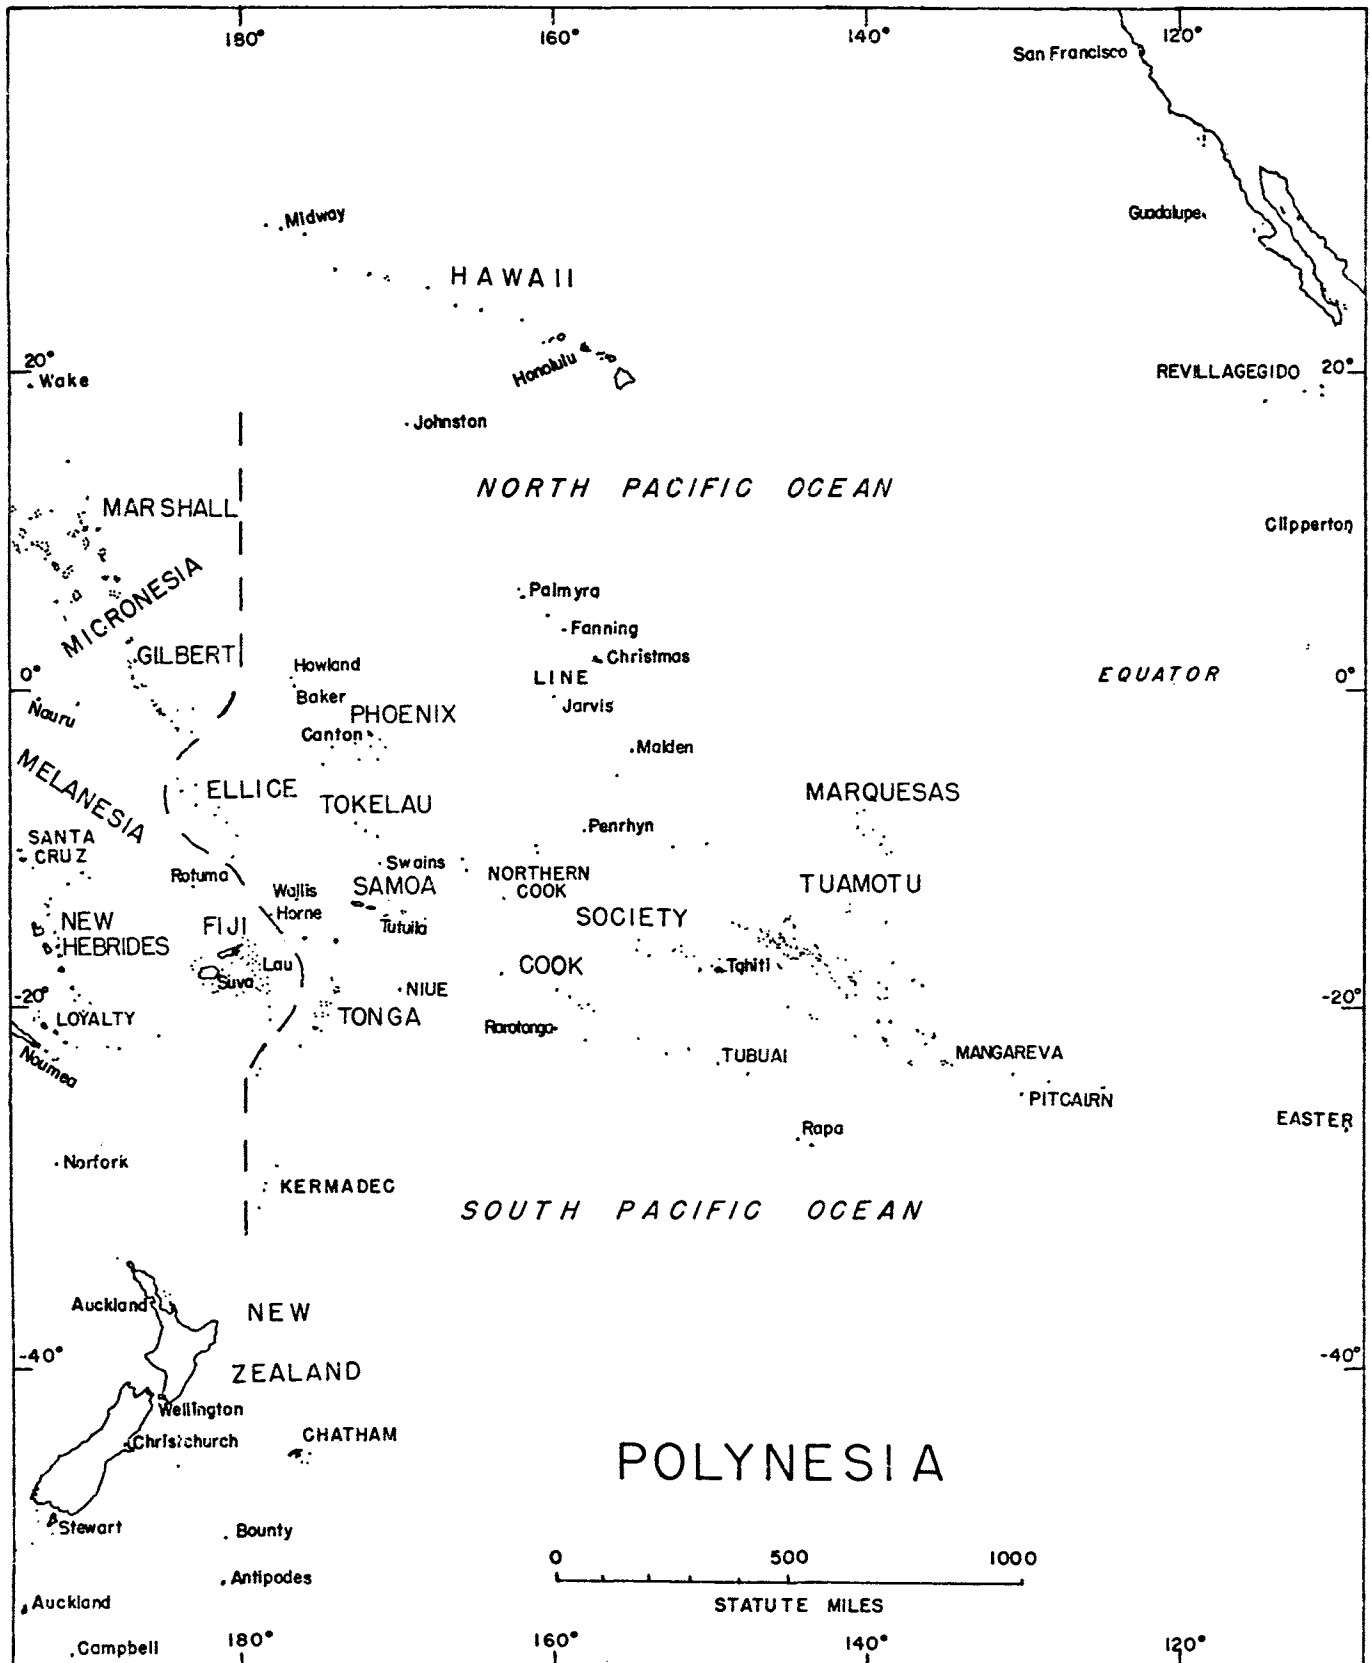 180°
160°
140°
120°
San Francisco
Midway
Guadalupe
HAWAII
Honolulu
20°
Wake
REVILLAGEGIDO
20°
Johnston
NORTH PACIFIC OCEAN
MARSHALL
Clipperton
MICRONESIA
Palmyra
Fanning
GILBERT
Howland
Christmas
0°
LINE
EQUATOR
0°
Baker
Jarvis
Nauru
PHOENIX
Canton
Malden
MELANESIA
ELLICE
TOKELAU
MARQUESAS
SANTA
CRUZ
Penrhyn
Swains
Rotuma
NORTHERN
COOK
Wallis
SAMOA
TUAMOTU
Horne
NEW
HEBRIDES
FIJI
Tutuila
SOCIETY
Lau
COOK
Tahiti
Suva
NIUE
-20°
-20°
LOYALTY
TONGA
Rarotonga
Noumea
TUBUAI
MANGAREVA
PITCAIRN
EASTER
Rapa
Norfork
KERMADEC
SOUTH PACIFIC OCEAN
Auckland
NEW
ZEALAND
-40°
-40°
Wellington
Christchurch
CHATHAM
POLYNESIA
Stewart
Bounty
0
500
1000
Antipodes
STATUTE MILES
Auckland
Campbell
180°
160°
140°
120°